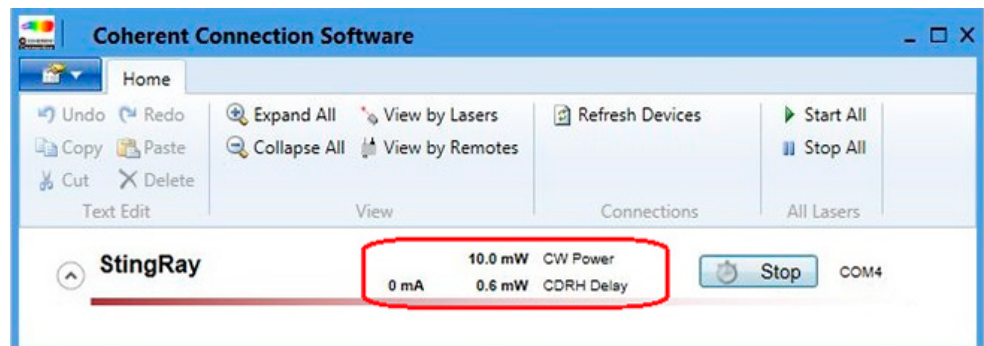 Coherent Connection Software
Home
Undo Redo Expand All View by Lasers Refresh Devices Start All
Copy Paste Collapse All View by Remotes Stop All
Cut Delete
Text Edit View Connections All Lasers
StingRay 10.0 mW CW Power Stop COM4
0 mA 0.6 mW CDRH Delay